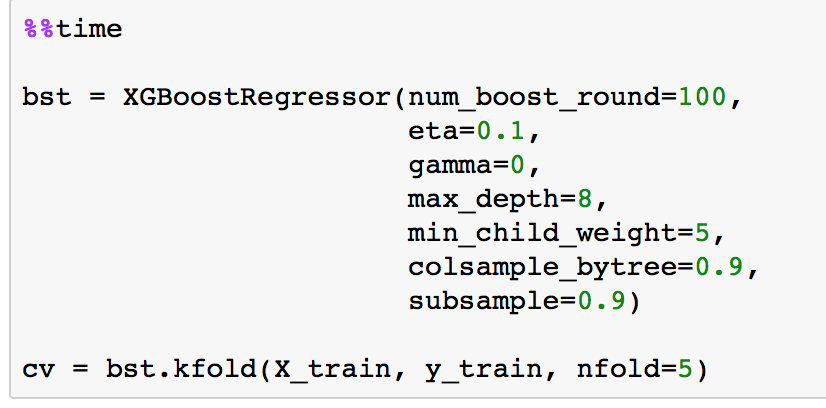 %%time
bst = XGBoostRegressor(num_boost_round=100,
eta=0.1,
gamma=0,
max_depth=8,
min_child_weight=5,
colsample_bytree=0.9,
subsample=0.9)
cv = bst.kfold(X_train, y_train, nfold=5)